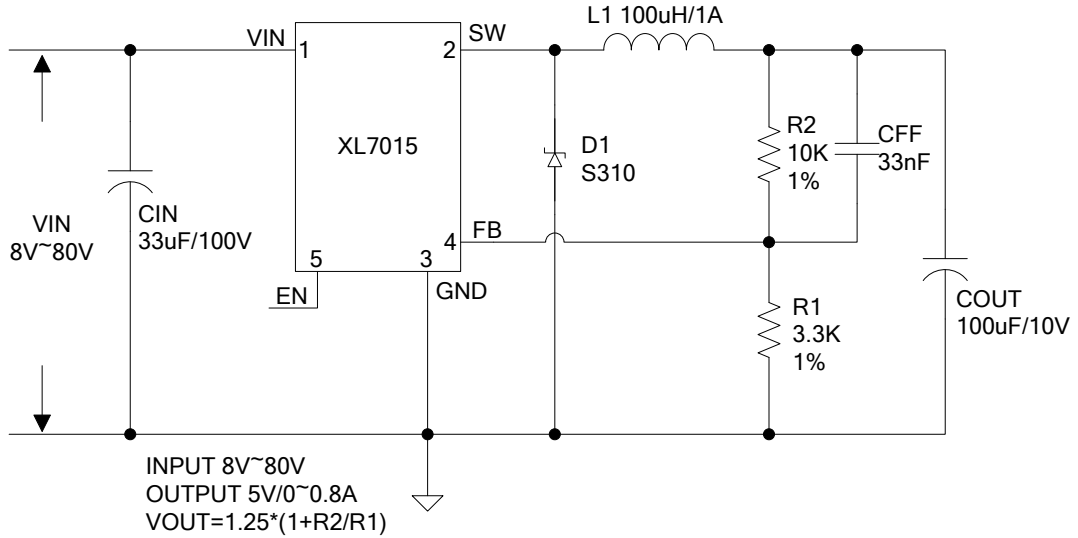 L1 100uH/1A
VIN
1
2
SW
XL7015
D1
S310
R2
10K
1%
CFF
33nF
VIN
8V~80V
CIN
33uF/100V
4
FB
5
3
EN
GND
R1
3.3K
1%
COUT
100uF/10V
INPUT 8V~80V
OUTPUT 5V/0~0.8A
VOUT=1.25*(1+R2/R1)